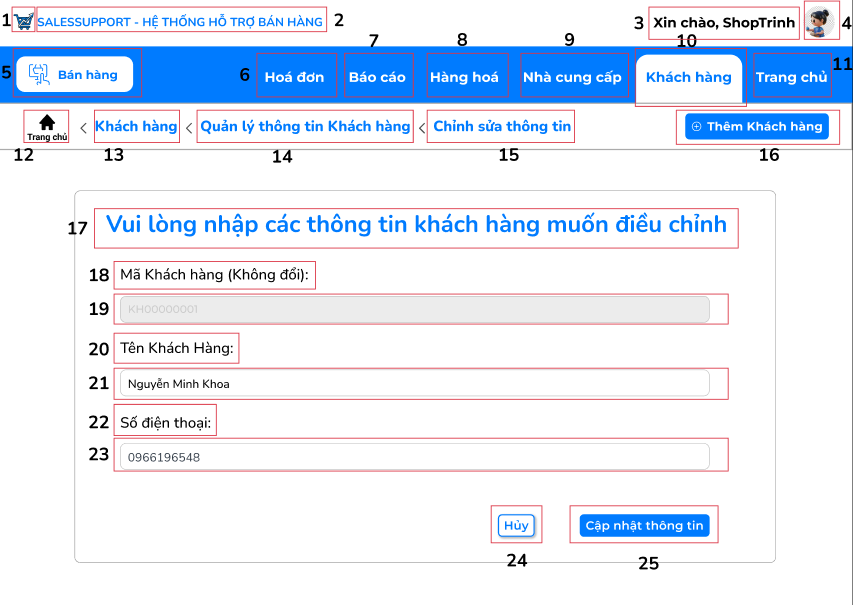 1 SALESSUPPORT - HỆ THỐNG HỖ TRỢ BÁN HÀNG 2 3 Xin chào, ShopTrinh 4
7 8 9 10
5 Bán hàng 6 Hoá đơn Báo cáo Hàng hoá Nhà cung cấp Khách hàng Trang chủ 11
Trang chủ < Khách hàng < Quản lý thông tin Khách hàng < Chỉnh sửa thông tin Thêm Khách hàng
12 13 14 15 16
17 Vui lòng nhập các thông tin khách hàng muốn điều chỉnh
18 Mã Khách hàng (Không đổi):
19 KH00000001
20 Tên Khách Hàng:
21 Nguyễn Minh Khoa
22 Số điện thoại:
23 0966196548
Hủy Cập nhật thông tin
24 25